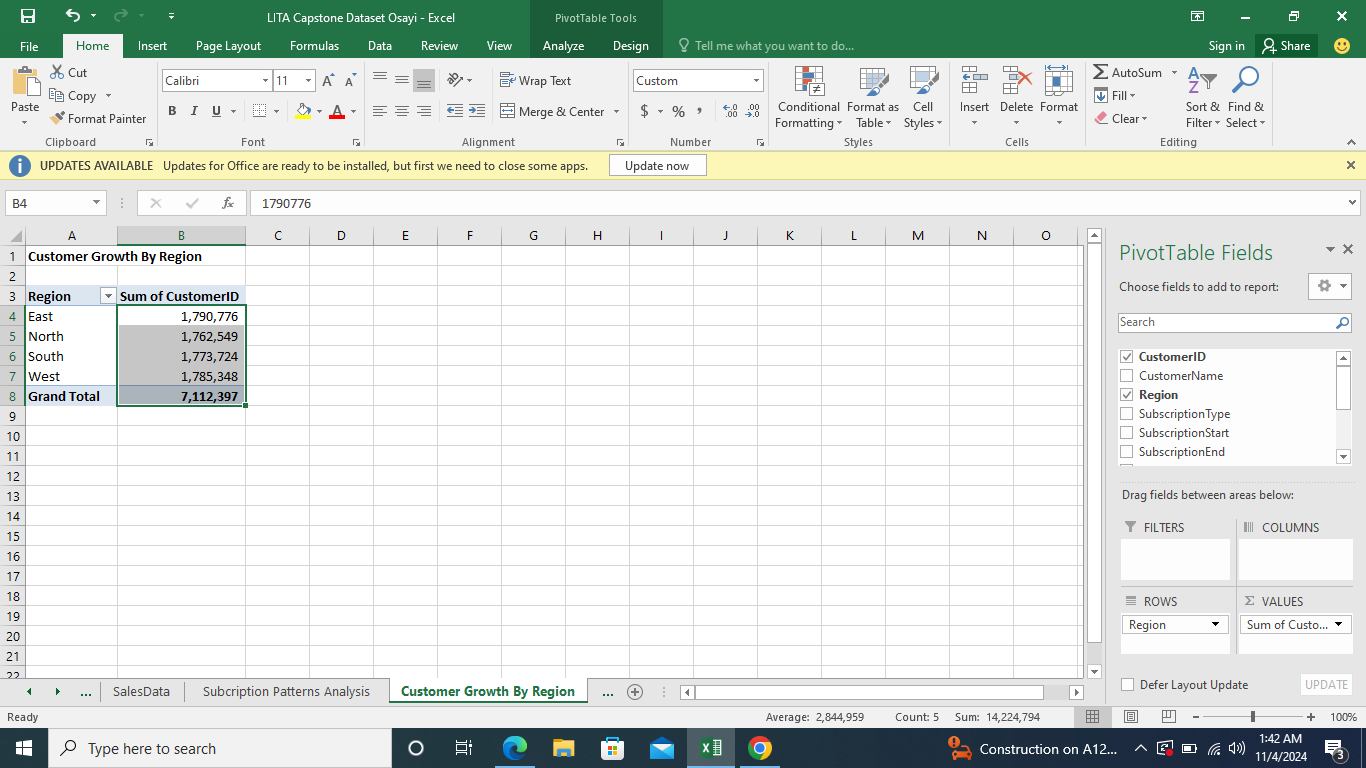 LITA Capstone Dataset Osayi - Excel
PivotTable Tools
File Home Insert Page Layout Formulas Data Review View Analyze Design Tell me what you want to do... Sign in Share
Paste
Cut
Copy
Format Painter
Clipboard
Calibri 11
B I U
Font
Wrap Text
Merge & Center
Alignment
Custom
$ % ,
Number
Conditional Formatting
Format as Table
Cell Styles
Styles
Insert Delete Format
Cells
AutoSum
Fill
Clear
Sort & Filter
Find & Select
Editing
UPDATES AVAILABLE Updates for Office are ready to be installed, but first we need to close some apps. Update now
B4 fx 1790776
A B C D E F G H I J K L M N O
1 Customer Growth By Region
2
3 Region Sum of CustomerID
4 East 1,790,776
5 North 1,762,549
6 South 1,773,724
7 West 1,785,348
8 Grand Total 7,112,397
9
10
11
12
13
14
15
16
17
18
19
20
21
22
PivotTable Fields
Choose fields to add to report:
Search
CustomerID
CustomerName
Region
SubscriptionType
SubscriptionStart
SubscriptionEnd
Drag fields between areas below:
FILTERS COLUMNS
ROWS VALUES
Region Sum of Custo...
Defer Layout Update UPDATE
... SalesData Subcription Patterns Analysis Customer Growth By Region ...
Ready Average: 2,844,959 Count: 5 Sum: 14,224,794 100%
Type here to search
Construction on A12...
1:42 AM
11/4/2024
3